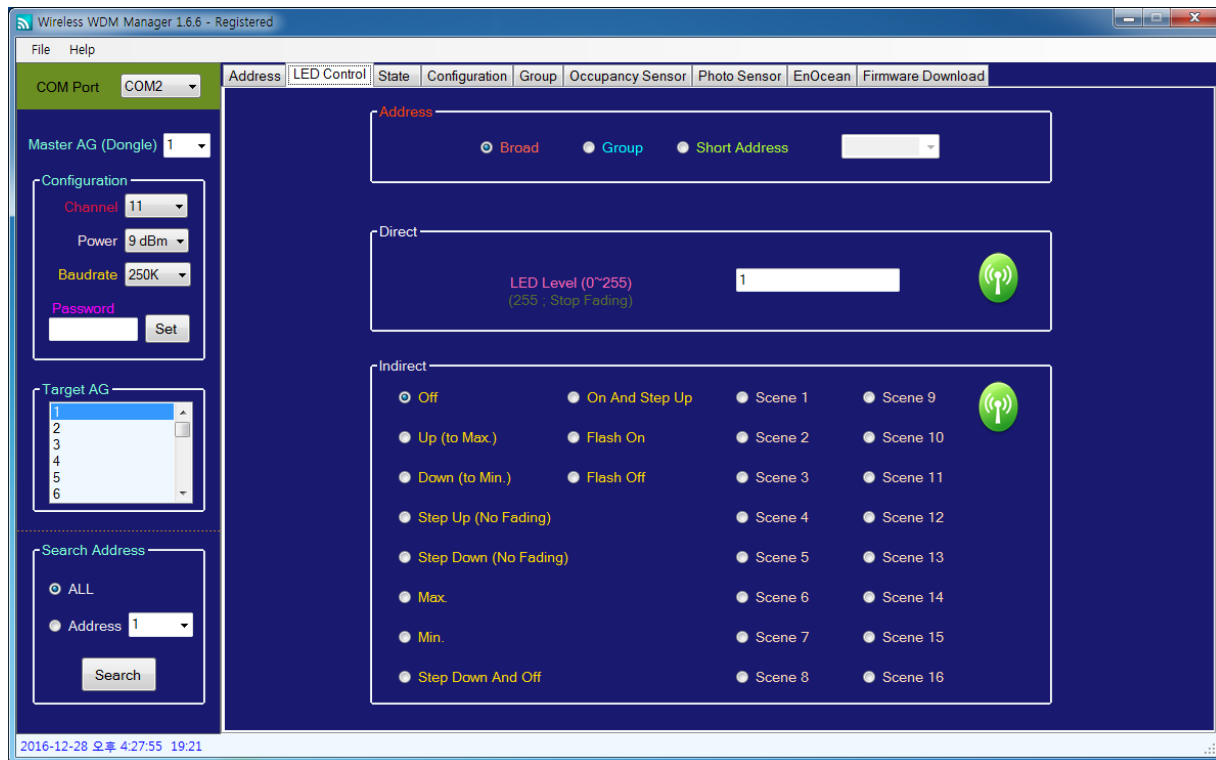 Wireless WDM Manager 1.6.6 - Registered
File Help
COM Port COM2
Address LED Control State Configuration Group Occupancy Sensor Photo Sensor EnOcean Firmware Download
Master AG (Dongle) 1
Configuration
Channel 11
Power 9 dBm
Baudrate 250K
Password
Set
Target AG
1
2
3
4
5
6
Search Address
ALL
Address 1
Search
Address
Broad Group Short Address
Direct
LED Level (0~255) 1
(255 ; Stop Fading)
Indirect
Off On And Step Up Scene 1 Scene 9
Up (to Max.) Flash On Scene 2 Scene 10
Down (to Min.) Flash Off Scene 3 Scene 11
Step Up (No Fading) Scene 4 Scene 12
Step Down (No Fading) Scene 5 Scene 13
Max. Scene 6 Scene 14
Min. Scene 7 Scene 15
Step Down And Off Scene 8 Scene 16
2016-12-28 오후 4:27:55 19:21